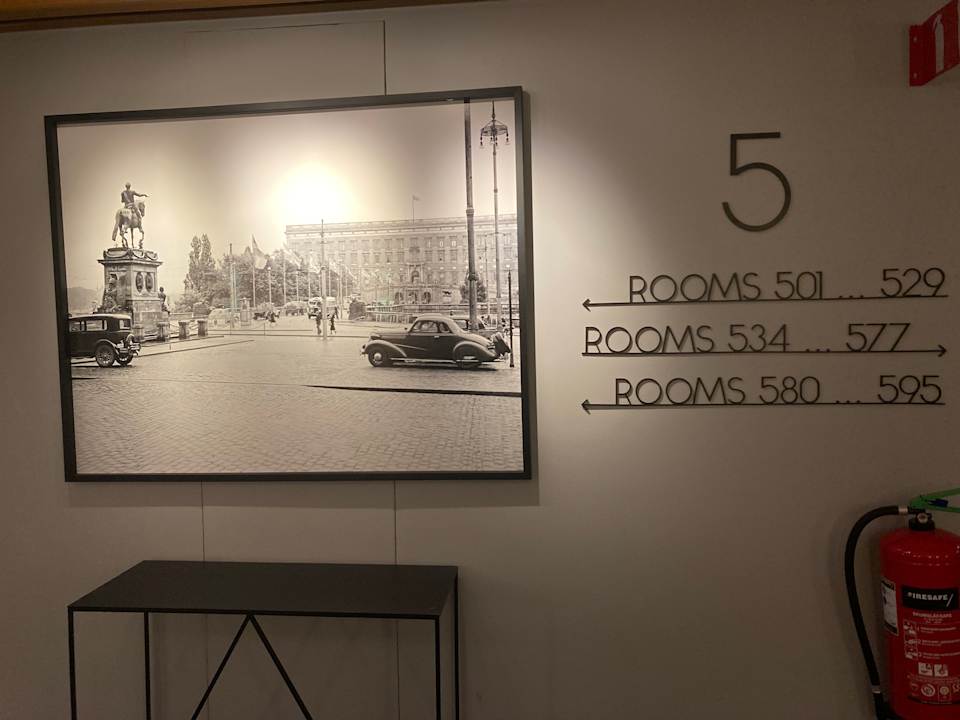 5
ROOMS 501 ... 529
ROOMS 534 ... 577
ROOMS 580 ... 595
FIRESAFE